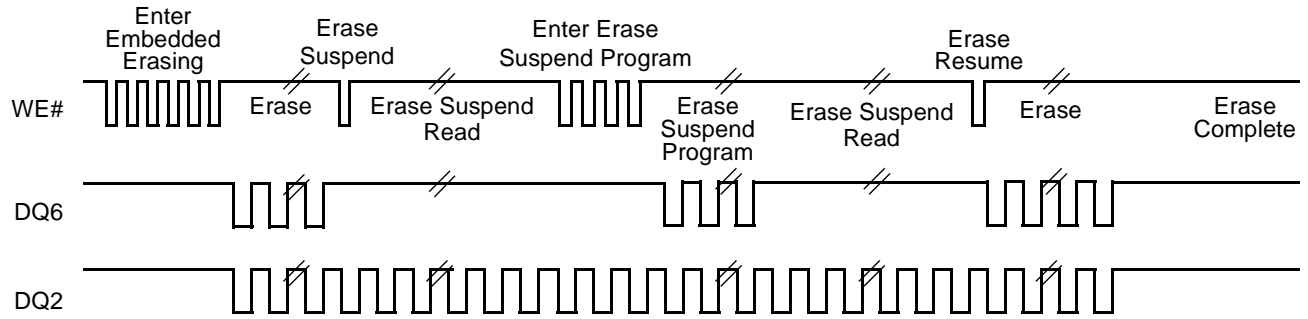 Enter
Embedded
Erasing
Erase
Suspend
Enter Erase
Suspend Program
Erase
Resume
WE#
Erase
Erase Suspend
Read
Erase
Suspend
Program
Erase Suspend
Read
Erase
Erase
Complete
DQ6
DQ2